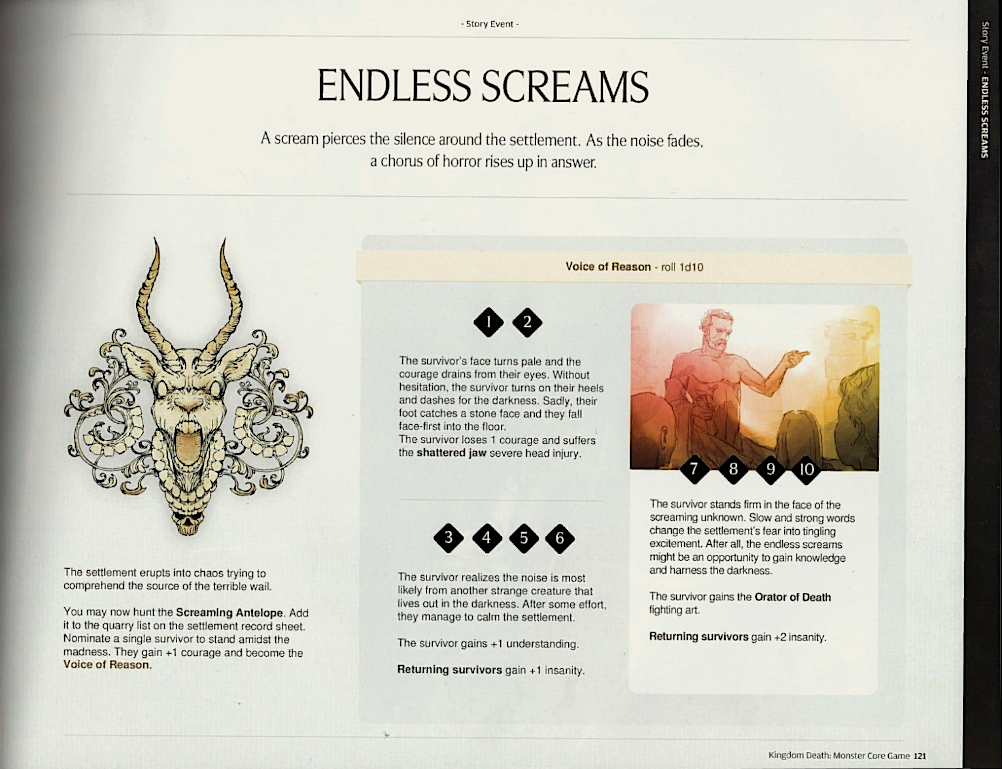 - Story Event -
ENDLESS SCREAMS
A scream pierces the silence around the settlement. As the noise fades,
a chorus of horror rises up in answer.
The settlement erupts into chaos trying to
comprehend the source of the terrible wail.
You may now hunt the Screaming Antelope. Add
it to the quarry list on the settlement record sheet.
Nominate a single survivor to stand amidst the
madness. They gain +1 courage and become the
Voice of Reason.
Voice of Reason - roll 1d10
1 2
The survivor's face turns pale and the
courage drains from their eyes. Without
hesitation, the survivor turns on their heels
and dashes for the darkness. Sadly, their
foot catches a stone face and they fall
face-first into the floor.
The survivor loses 1 courage and suffers
the shattered jaw severe head injury.
3 4 5 6
The survivor realizes the noise is most
likely from another strange creature that
lives out in the darkness. After some effort,
they manage to calm the settlement.
The survivor gains +1 understanding.
Returning survivors gain +1 insanity.
7 8 9 10
The survivor stands firm in the face of the
screaming unknown. Slow and strong words
change the settlement's fear into tingling
excitement. After all, the endless screams
might be an opportunity to gain knowledge
and harness the darkness.
The survivor gains the Orator of Death
fighting art.
Returning survivors gain +2 insanity.
Kingdom Death: Monster Core Game 121
Story Event - ENDLESS SCREAMS